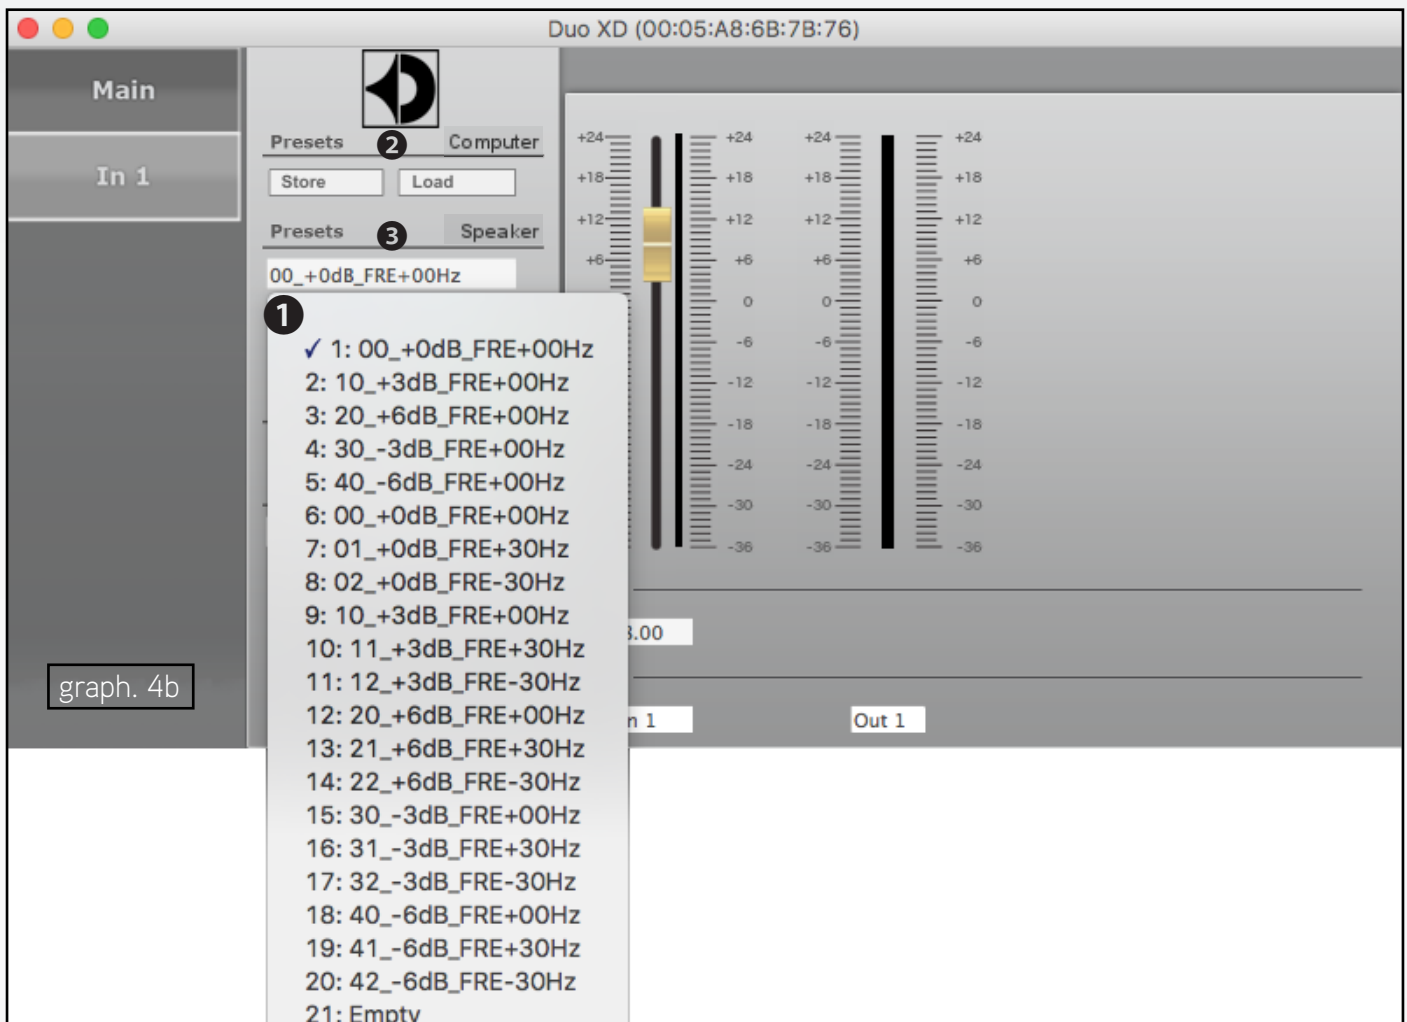 Duo XD (00:05:A8:6B:7B:76)
Main
In 1
Presets 2 Computer
Store Load
Presets 3 Speaker
00_+0dB_FRE+00Hz
1
✓ 1: 00_+0dB_FRE+00Hz
2: 10_+3dB_FRE+00Hz
3: 20_+6dB_FRE+00Hz
4: 30_-3dB_FRE+00Hz
5: 40_-6dB_FRE+00Hz
6: 00_+0dB_FRE+00Hz
7: 01_+0dB_FRE+30Hz
8: 02_+0dB_FRE-30Hz
9: 10_+3dB_FRE+00Hz
10: 11_+3dB_FRE+30Hz
11: 12_+3dB_FRE-30Hz
12: 20_+6dB_FRE+00Hz
13: 21_+6dB_FRE+30Hz
14: 22_+6dB_FRE-30Hz
15: 30_-3dB_FRE+00Hz
16: 31_-3dB_FRE+30Hz
17: 32_-3dB_FRE-30Hz
18: 40_-6dB_FRE+00Hz
19: 41_-6dB_FRE+30Hz
20: 42_-6dB_FRE-30Hz
21: Empty
+24 +24 +24 +24
+18 +18 +18 +18
+12 +12 +12 +12
+6 +6 +6 +6
0 0 0
-6 -6 -6
-12 -12 -12
-18 -18 -18
-24 -24 -24
-30 -30 -30
-36 -36 -36
.00
n 1 Out 1
graph. 4b